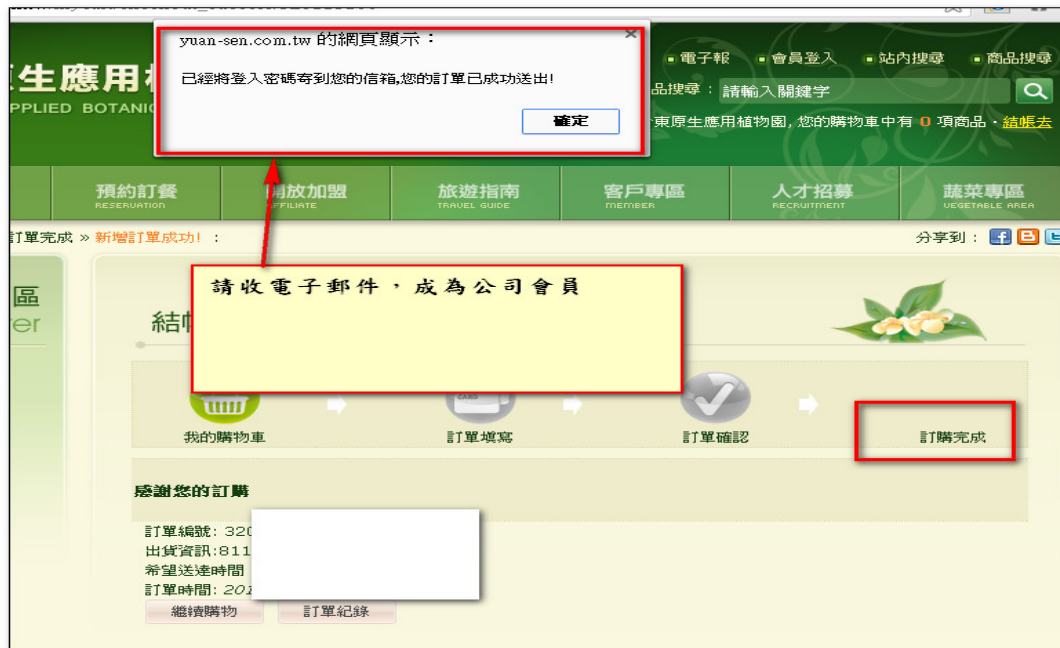 yuan-sen.com.tw 的網頁顯示：
已經將登入密碼寄到您的信箱,您的訂單已成功送出!
確定
生應用
PPLIED BOTANI
電子報 會員登入 站內搜尋 商品搜尋
品搜尋：請輸入關鍵字
東原生應用植物園, 您的購物車中有 0 項商品‧結帳去
預約訂餐 開放加盟 旅遊指南 客戶專區 人才招募 蔬菜專區
RESERVATION AFFILIATE TRAVEL GUIDE MEMBER RECRUITMENT VEGETABLE AREA
訂單完成 » 新增訂單成功! :
分享到：
區
er
請收電子郵件，成為公司會員
結
CARD
我的購物車 訂單填寫 訂單確認 訂購完成
感謝您的訂購
訂單編號: 320
出貨資訊:811
希望送達時間
訂單時間: 201
繼續購物 訂單紀錄